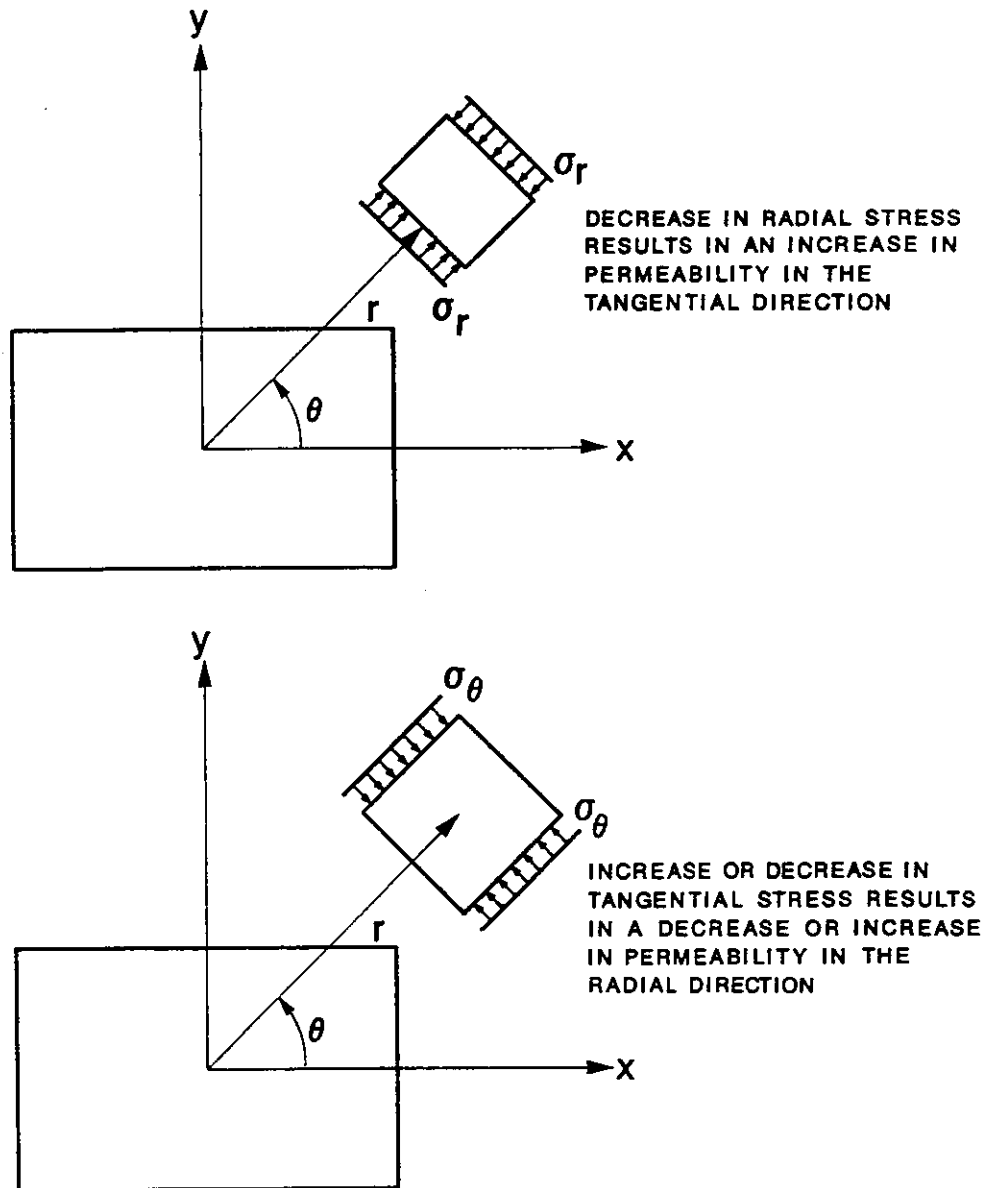 y
σr
DECREASE IN RADIAL STRESS
RESULTS IN AN INCREASE IN
PERMEABILITY IN THE
TANGENTIAL DIRECTION
σr
r
θ
x
y
σθ
σθ
INCREASE OR DECREASE IN
TANGENTIAL STRESS RESULTS
IN A DECREASE OR INCREASE
IN PERMEABILITY IN THE
RADIAL DIRECTION
r
θ
x